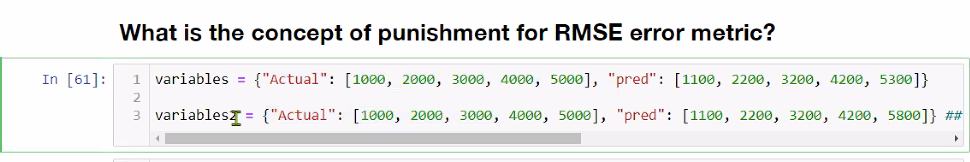 What is the concept of punishment for RMSE error metric?
In [61]:
1 variables = {"Actual": [1000, 2000, 3000, 4000, 5000], "pred": [1100, 2200, 3200, 4200, 5300]}
2
3 variables2 = {"Actual": [1000, 2000, 3000, 4000, 5000], "pred": [1100, 2200, 3200, 4200, 5800]} ##